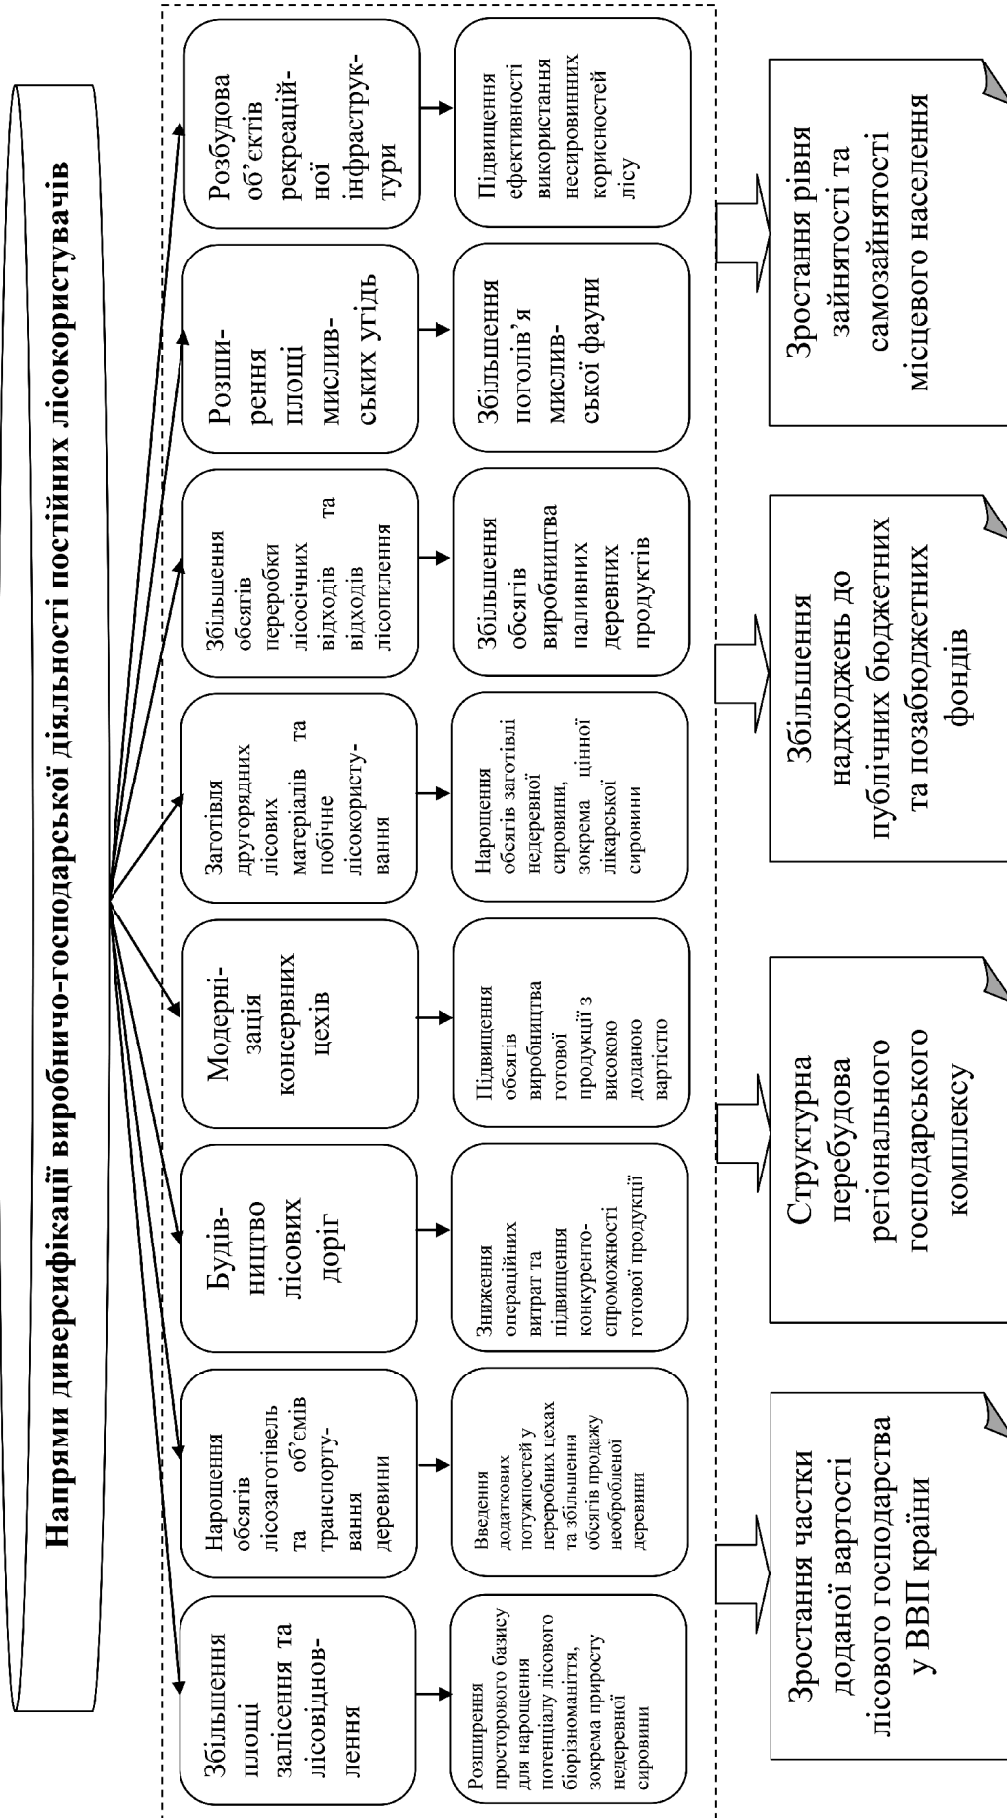 Напрями диверсифікації виробничо-господарської діяльності постійних лісокористувачів
Збільшення
площі
залісення та
лісовіднов-
лення
Нарощення
обсягів
лісозаготівель
та об’ємів
транспорту-
вання
деревини
Будів-
ництво
лісових
доріг
Модерні-
зація
консервних
цехів
Заготівля
другорядних
лісових
матеріалів та
побічне
лісокористу-
вання
Збільшення
обсягів
переробки
лісосічних
відходів та
відходів
лісопилення
Розши-
рення
площі
мислив-
ських угідь
Розбудова
об’єктів
рекреацій-
ної
інфраструк-
тури
Розширення
просторового базису
для нарощення
потенціалу лісового
біорізноманіття,
зокрема приросту
недеревної
сировини
Введення
додаткових
потужностей у
переробних цехах
та збільшення
обсягів продажу
необробленої
деревини
Зниження
операційних
витрат та
підвищення
конкуренто-
спроможності
готової продукції
Підвищення
обсягів
виробництва
готової
продукції з
високою
доданою
вартістю
Нарощення
обсягів заготівлі
недеревної
сировини,
зокрема цінної
лікарської
сировини
Збільшення
обсягів
виробництва
паливних
деревних
продуктів
Збільшення
поголів’я
мислив-
ської фауни
Підвищення
ефективності
використання
несировинних
корисностей
лісу
Зростання частки
доданої вартості
лісового господарства
у ВВП країни
Структурна
перебудова
регіонального
господарського
комплексу
Збільшення
надходжень до
публічних бюджетних
та позабюджетних
фондів
Зростання рівня
зайнятості та
самозайнятості
місцевого населення